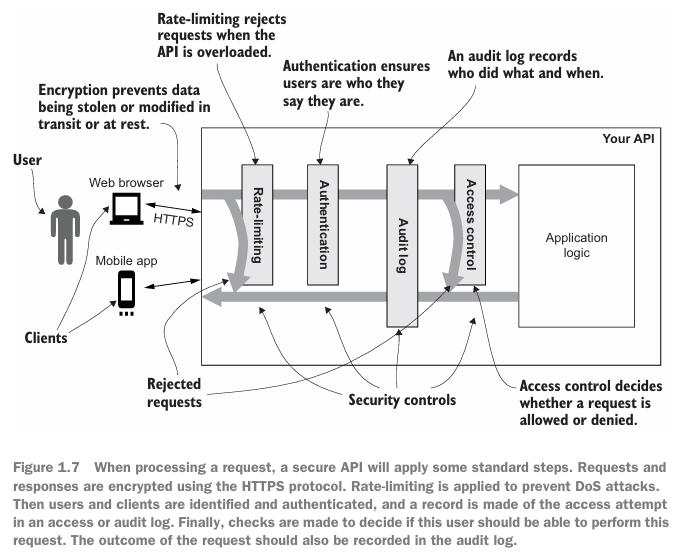 Rate-limiting rejects
requests when the
API is overloaded.
Authentication ensures
users are who they
say they are.
An audit log records
who did what and when.
Encryption prevents data
being stolen or modified in
transit or at rest.
Your API
User
Web browser
HTTPS
Mobile app
Clients
Rate-limiting
Authentication
Audit log
Access control
Application
logic
Rejected
requests
Security controls
Access control decides
whether a request is
allowed or denied.
Figure 1.7 When processing a request, a secure API will apply some standard steps. Requests and
responses are encrypted using the HTTPS protocol. Rate-limiting is applied to prevent DoS attacks.
Then users and clients are identified and authenticated, and a record is made of the access attempt
in an access or audit log. Finally, checks are made to decide if this user should be able to perform this
request. The outcome of the request should also be recorded in the audit log.